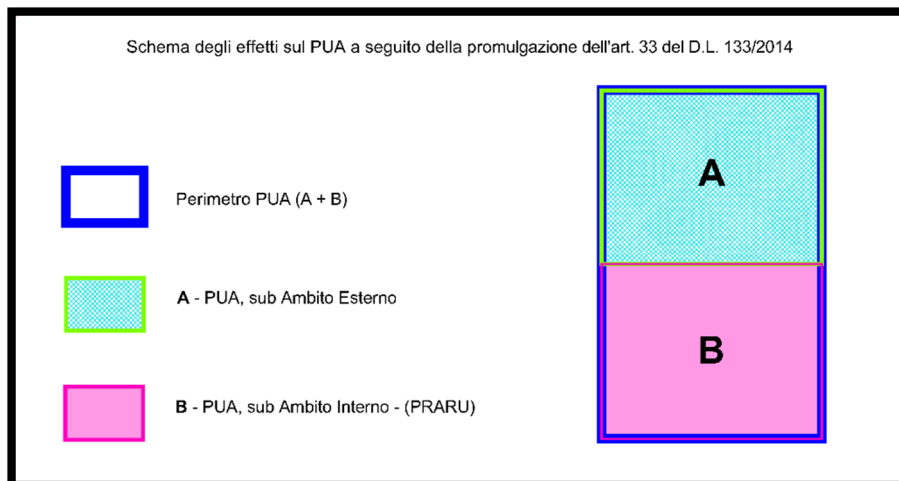 Schema degli effetti sul PUA a seguito della promulgazione dell'art. 33 del D.L. 133/2014
Perimetro PUA (A + B)
A - PUA, sub Ambito Esterno
B - PUA, sub Ambito Interno - (PRARU)
A
B